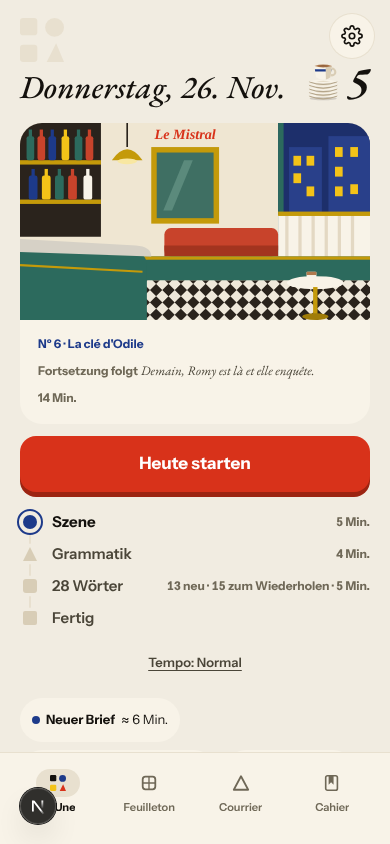 Donnerstag, 26. Nov.
5
Le Mistral
N° 6 · La clé d'Odile
Fortsetzung folgt Demain, Romy est là et elle enquête.
14 Min.
Heute starten
Szene
5 Min.
Grammatik
4 Min.
28 Wörter
13 neu · 15 zum Wiederholen · 5 Min.
Fertig
Tempo: Normal
Neuer Brief ≈ 6 Min.
N
Une
Feuilleton
Courrier
Cahier